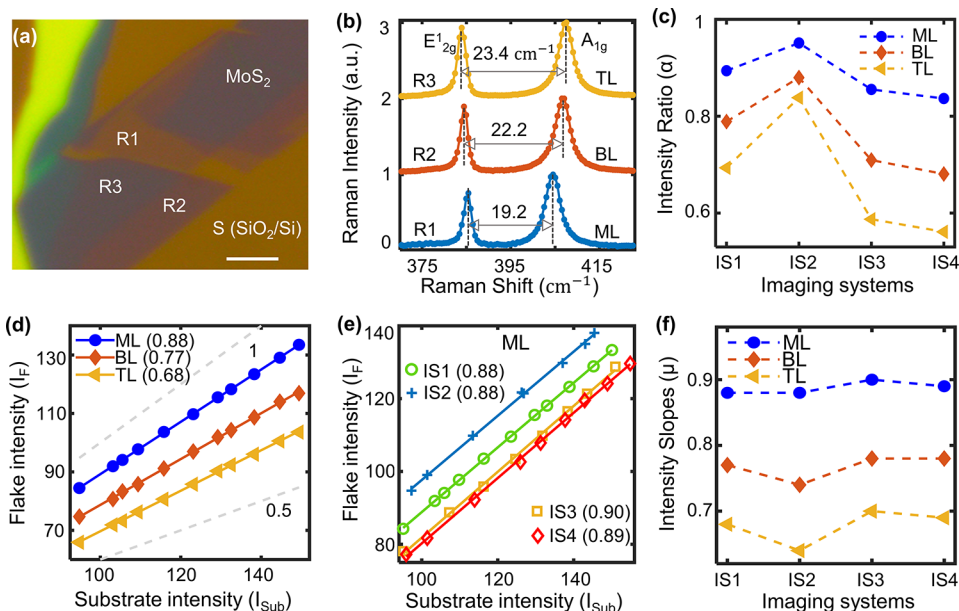 (a)
MoS₂
R1
R3
R2
S (SiO₂/Si)
(b)
Raman Intensity (a.u.)
3
2
1
0
E¹₂g
A₁g
23.4 cm⁻¹
R3
TL
22.2
R2
BL
19.2
R1
ML
375 395 415
Raman Shift (cm⁻¹)
(c)
Intensity Ratio (α)
1
0.8
0.6
ML
BL
TL
IS1 IS2 IS3 IS4
Imaging systems
(d)
Flake intensity (I_F)
130
110
90
70
ML (0.88)
BL (0.77)
TL (0.68)
1
0.5
100 120 140
Substrate intensity (I_Sub)
(e)
Flake intensity (I_F)
140
120
100
80
ML
IS1 (0.88)
IS2 (0.88)
IS3 (0.90)
IS4 (0.89)
100 120 140
Substrate intensity (I_Sub)
(f)
Intensity Slopes (μ)
0.9
0.8
0.7
ML
BL
TL
IS1 IS2 IS3 IS4
Imaging systems